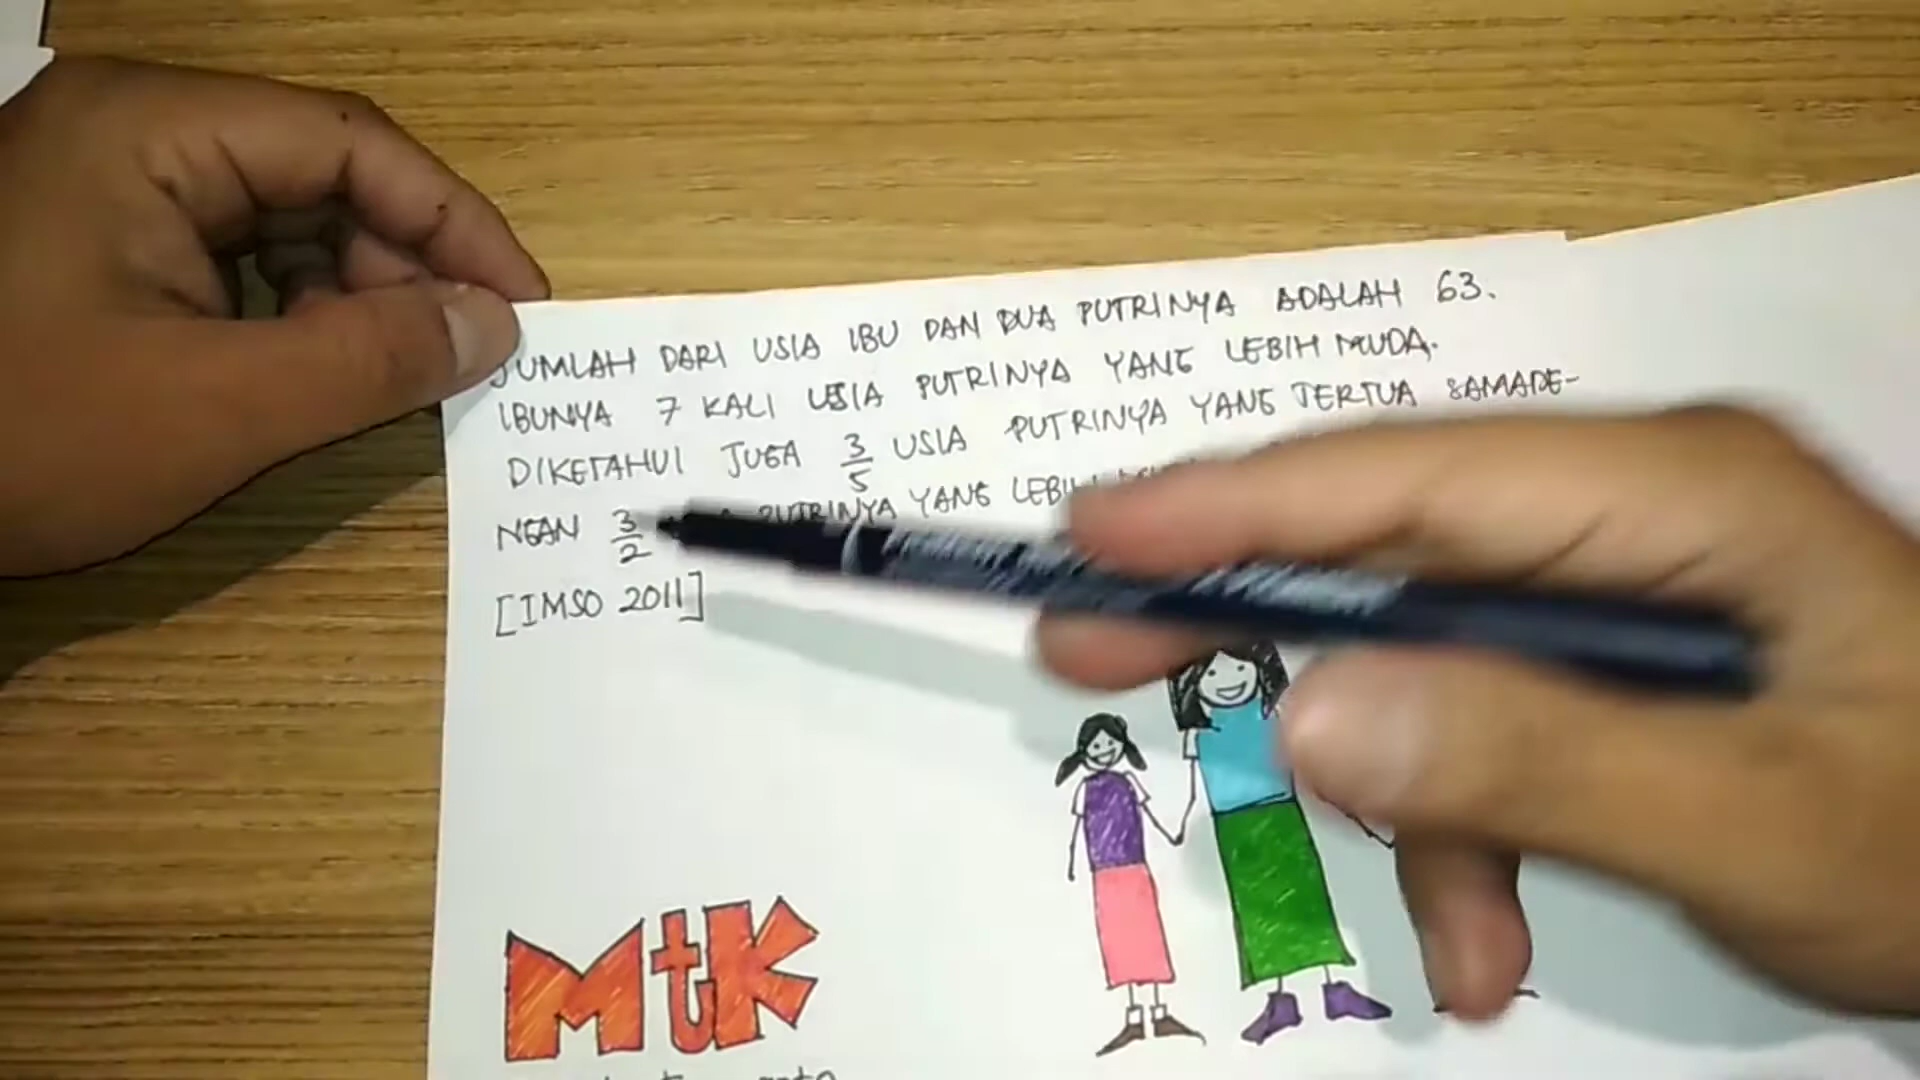 JUMLAH DARI USIA IBU DAN DUA PUTRINYA ADALAH 63.
IBUNYA 7 KALI USIA PUTRINYA YANG LEBIH MUDA.
DIKETAHUI JUGA 3/5 USIA PUTRINYA YANG TERTUA SAMADE-
NGAN 3/2 PUTRINYA YANG
[IMSO 2011]
MtK